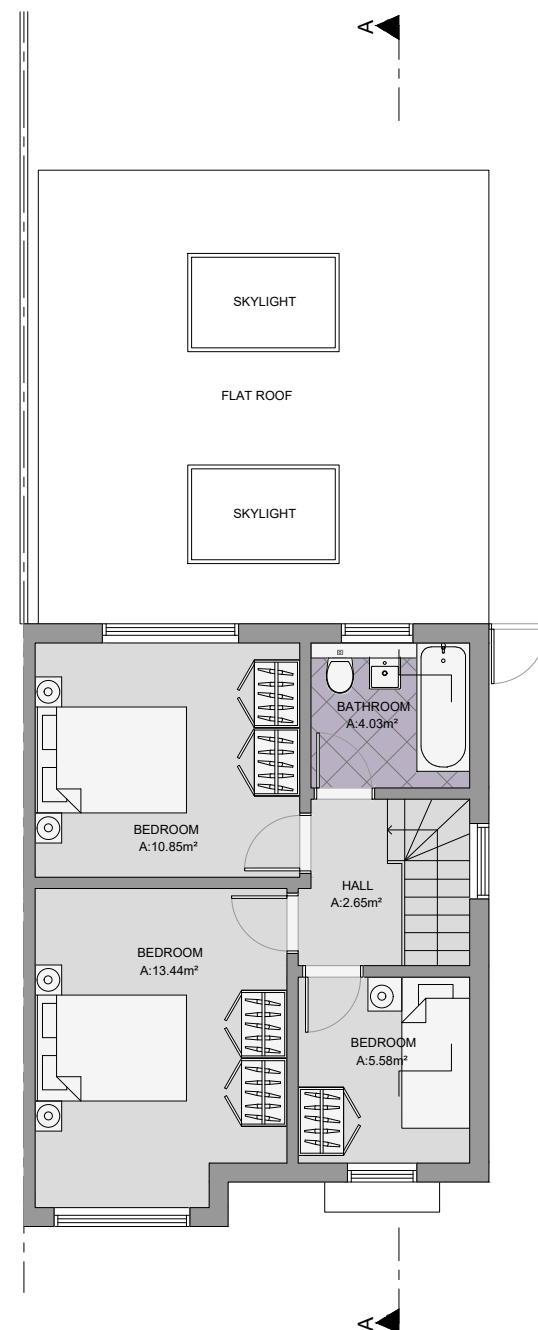 A
SKYLIGHT
FLAT ROOF
SKYLIGHT
BATHROOM
A:4.03m²
BEDROOM
A:10.85m²
HALL
A:2.65m²
BEDROOM
A:13.44m²
BEDROOM
A:5.58m²
A